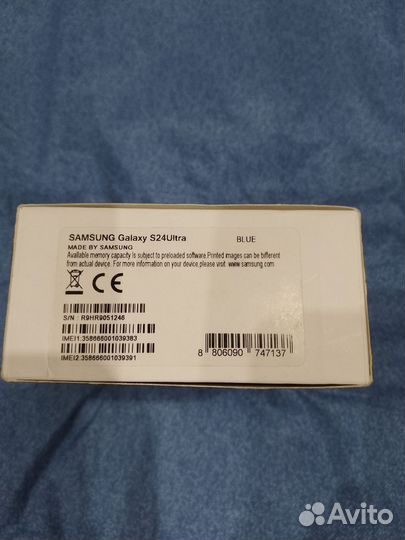 SAMSUNG Galaxy S24Ultra BLUE
MADE BY SAMSUNG
Available memory capacity is subject to preloaded software.Printed images can be different
from actual device. For more information on your device,please visit www.samsung.com
S/N : R9HR9051246
IMEI1:358666001039383
IMEI2:358666001039391
8 806090 747137
Avito